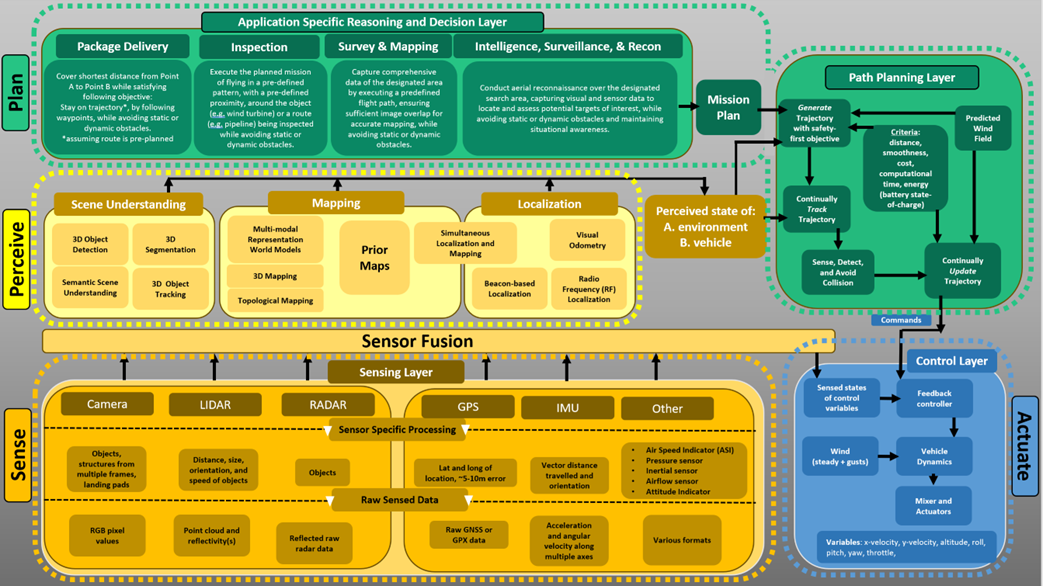 Application Specific Reasoning and Decision Layer
Plan
Package Delivery
Cover shortest distance from Point
A to Point B while satisfying
following objective:
Stay on trajectory*, by following
waypoints, while avoiding static or
dynamic obstacles.
*assuming route is pre-planned
Inspection
Execute the planned mission
of flying in a pre-defined
pattern, with a pre-defined
proximity, around the object
(e.g. wind turbine) or a route
(e.g. pipeline) being inspected
while avoiding static or
dynamic obstacles.
Survey & Mapping
Capture comprehensive
data of the designated area
by executing a predefined
flight path, ensuring
sufficient image overlap for
accurate mapping, while
avoiding static or dynamic
obstacles.
Intelligence, Surveillance, & Recon
Conduct aerial reconnaissance over the designated
search area, capturing visual and sensor data to
locate and assess potential targets of interest, while
avoiding static or dynamic obstacles and maintaining
situational awareness.
Mission
Plan
Path Planning Layer
Generate
Trajectory
with safety-
first objective
Criteria:
distance,
smoothness,
cost,
computational
time, energy
(battery state-
of-charge)
Predicted
Wind
Field
Continually
Track
Trajectory
Sense, Detect,
and Avoid
Collision
Continually
Update
Trajectory
Perceive
Scene Understanding
3D Object
Detection
3D
Segmentation
Semantic Scene
Understanding
3D Object
Tracking
Mapping
Multi-modal
Representation
World Models
3D Mapping
Topological Mapping
Prior
Maps
Simultaneous
Localization and
Mapping
Localization
Visual
Odometry
Beacon-based
Localization
Radio
Frequency (RF)
Localization
Perceived state of:
A. environment
B. vehicle
Commands
Sensor Fusion
Sense
Sensing Layer
Camera
LIDAR
RADAR
GPS
IMU
Other
Sensor Specific Processing
Objects,
structures from
multiple frames,
landing pads
Distance, size,
orientation, and
speed of objects
Objects
Lat and long of
location, ~5-10m error
Vector distance
travelled and
orientation
• Air Speed Indicator (ASI)
• Pressure sensor
• Inertial sensor
• Airflow sensor
• Attitude Indicator
Raw Sensed Data
RGB pixel
values
Point cloud and
reflectivity(s)
Reflected raw
radar data
Raw GNSS or
GPX data
Acceleration
and angular
velocity along
multiple axes
Various formats
Control Layer
Actuate
Sensed states
of control
variables
Feedback
controller
Wind
(steady + gusts)
Vehicle
Dynamics
Mixer and
Actuators
Variables: x-velocity, y-velocity, altitude, roll,
pitch, yaw, throttle,